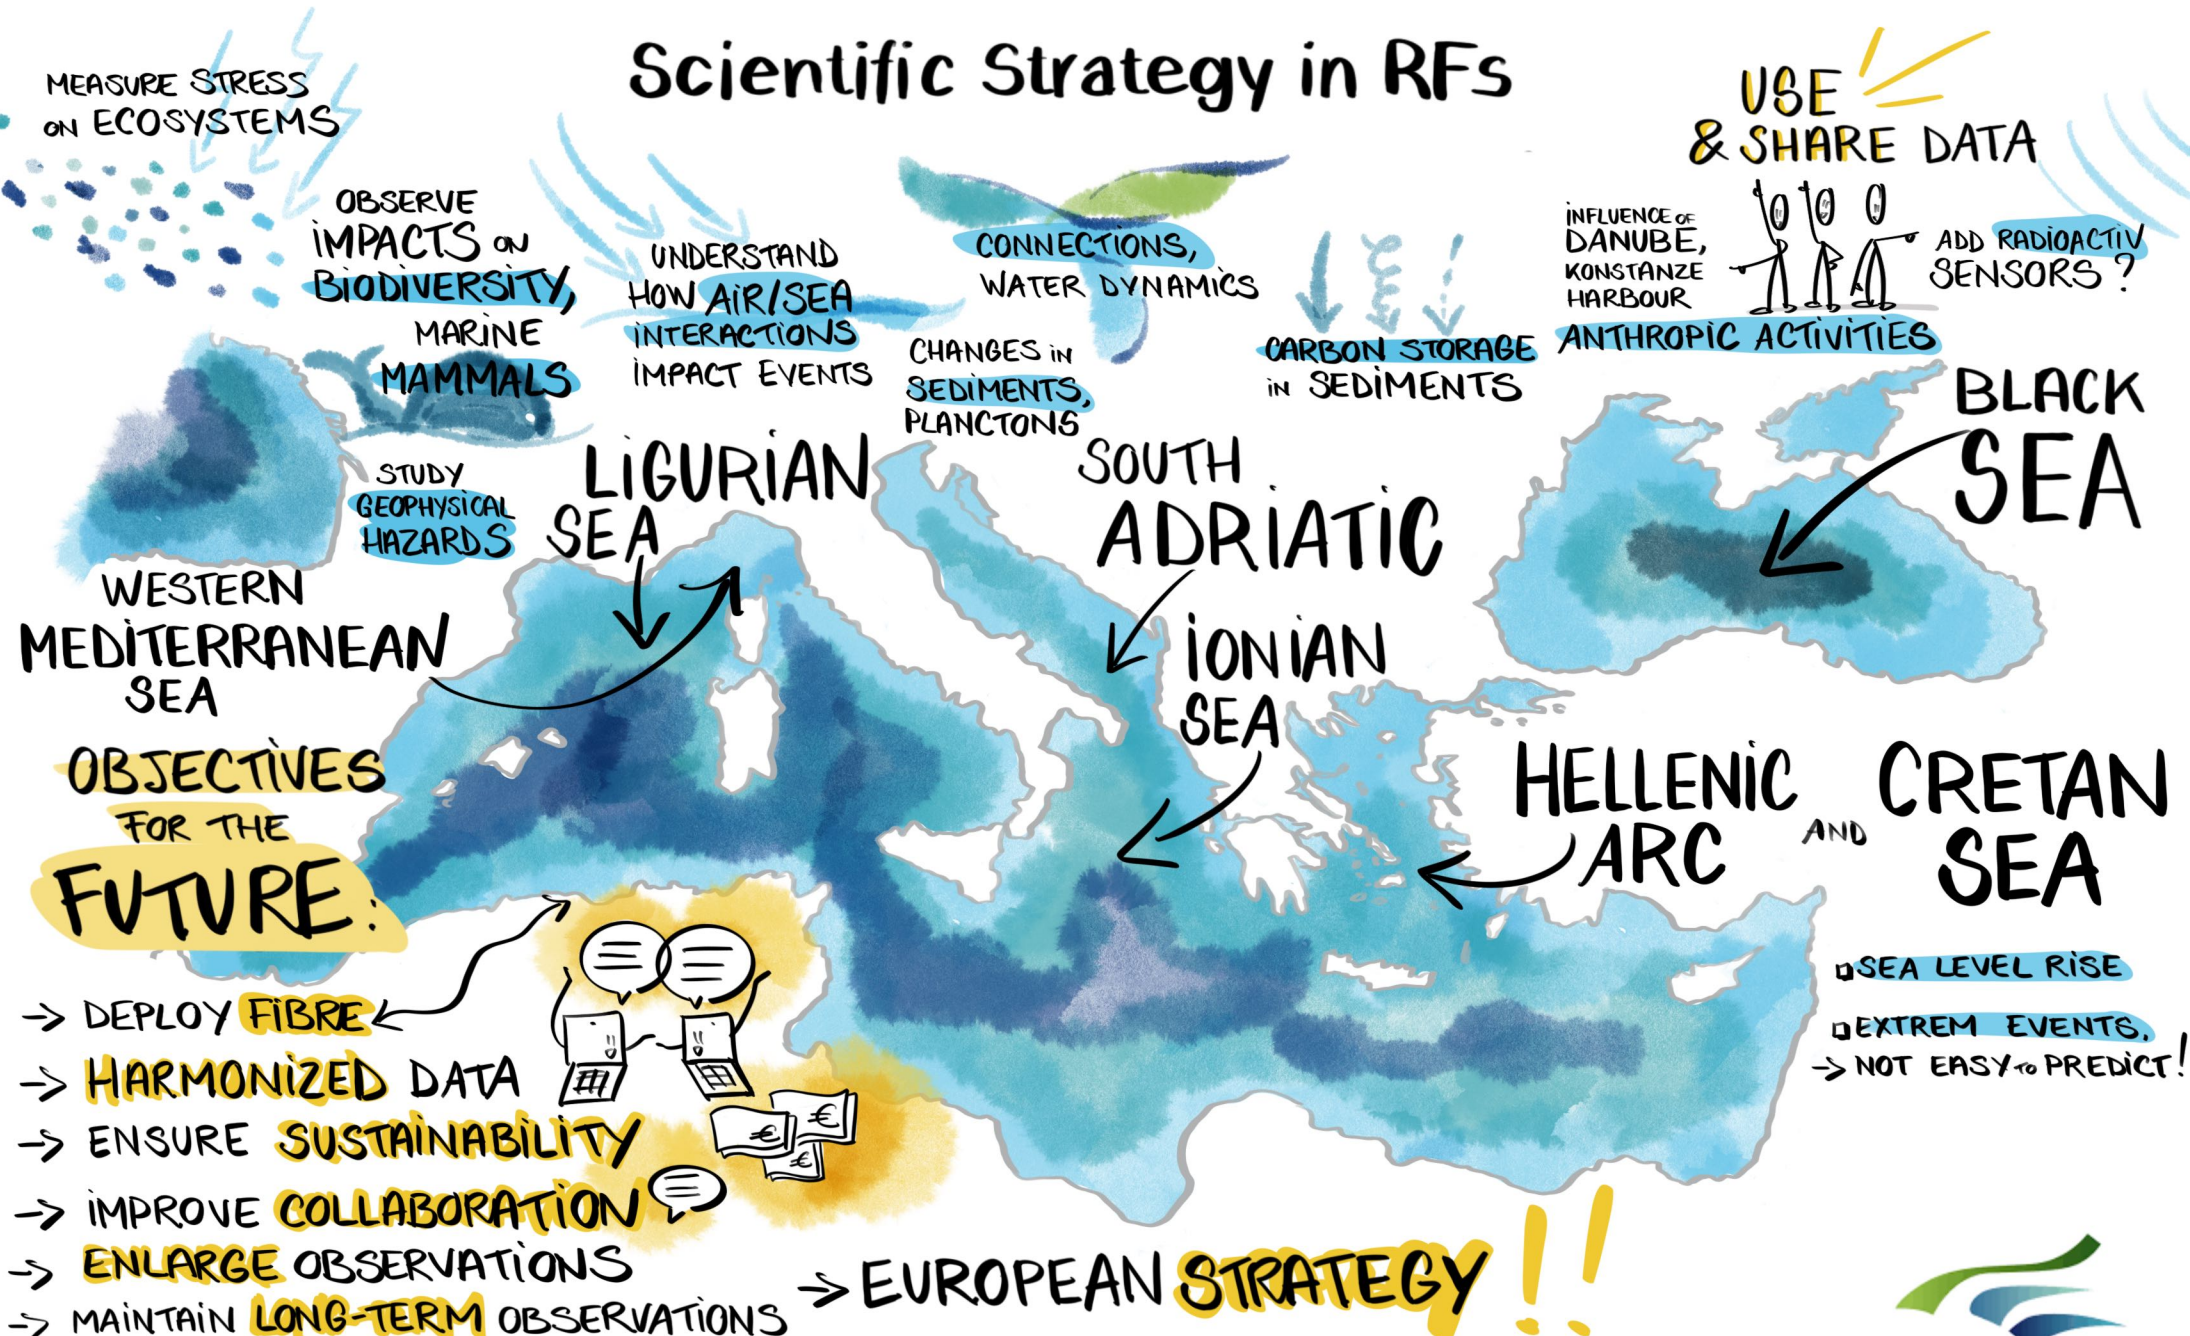 Scientific Strategy in RFs
MEASURE STRESS
ON ECOSYSTEMS
OBSERVE
IMPACTS ON
BIODIVERSITY,
MARINE
MAMMALS
UNDERSTAND
HOW AIR/SEA
INTERACTIONS
IMPACT EVENTS
CONNECTIONS,
WATER DYNAMICS
CHANGES IN
SEDIMENTS,
PLANCTONS
CARBON STORAGE
IN SEDIMENTS
USE
& SHARE DATA
INFLUENCE OF
DANUBE,
KONSTANZE
HARBOUR
ADD RADIOACTIV
SENSORS ?
ANTHROPIC ACTIVITIES
STUDY
GEOPHYSICAL
HAZARDS
LIGURIAN
SEA
SOUTH
ADRIATIC
BLACK
SEA
WESTERN
MEDITERRANEAN
SEA
IONIAN
SEA
HELLENIC
ARC
AND
CRETAN
SEA
□ SEA LEVEL RISE
□ EXTREM EVENTS.
→ NOT EASY TO PREDICT!
OBJECTIVES
FOR THE
FUTURE:
→ DEPLOY FIBRE
→ HARMONIZED DATA
→ ENSURE SUSTAINABILITY
→ IMPROVE COLLABORATION
→ ENLARGE OBSERVATIONS
→ MAINTAIN LONG-TERM OBSERVATIONS
€
€
€
→ EUROPEAN STRATEGY !!